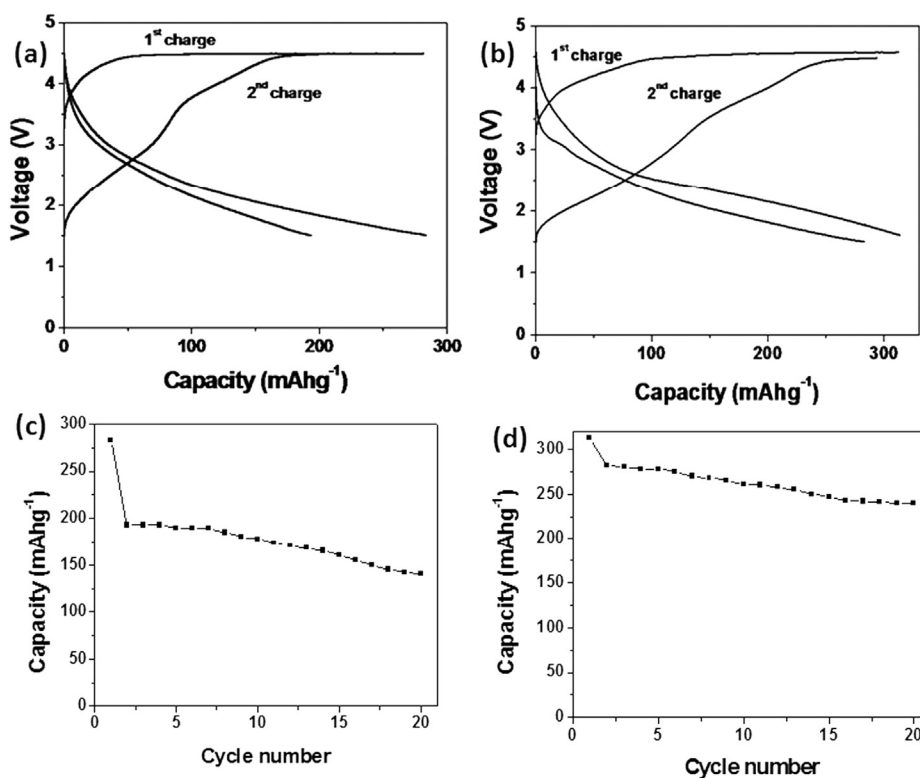 (a)
1st charge
2nd charge
Voltage (V)
5
4
3
2
1
0
0 100 200 300
Capacity (mAhg-1)
(b)
1st charge
2nd charge
Voltage (V)
5
4
3
2
1
0
0 100 200 300
Capacity (mAhg-1)
(c)
Capacity (mAhg-1)
300
250
200
150
100
50
0
0 5 10 15 20
Cycle number
(d)
Capacity (mAhg-1)
300
250
200
150
100
50
0
0 5 10 15 20
Cycle number